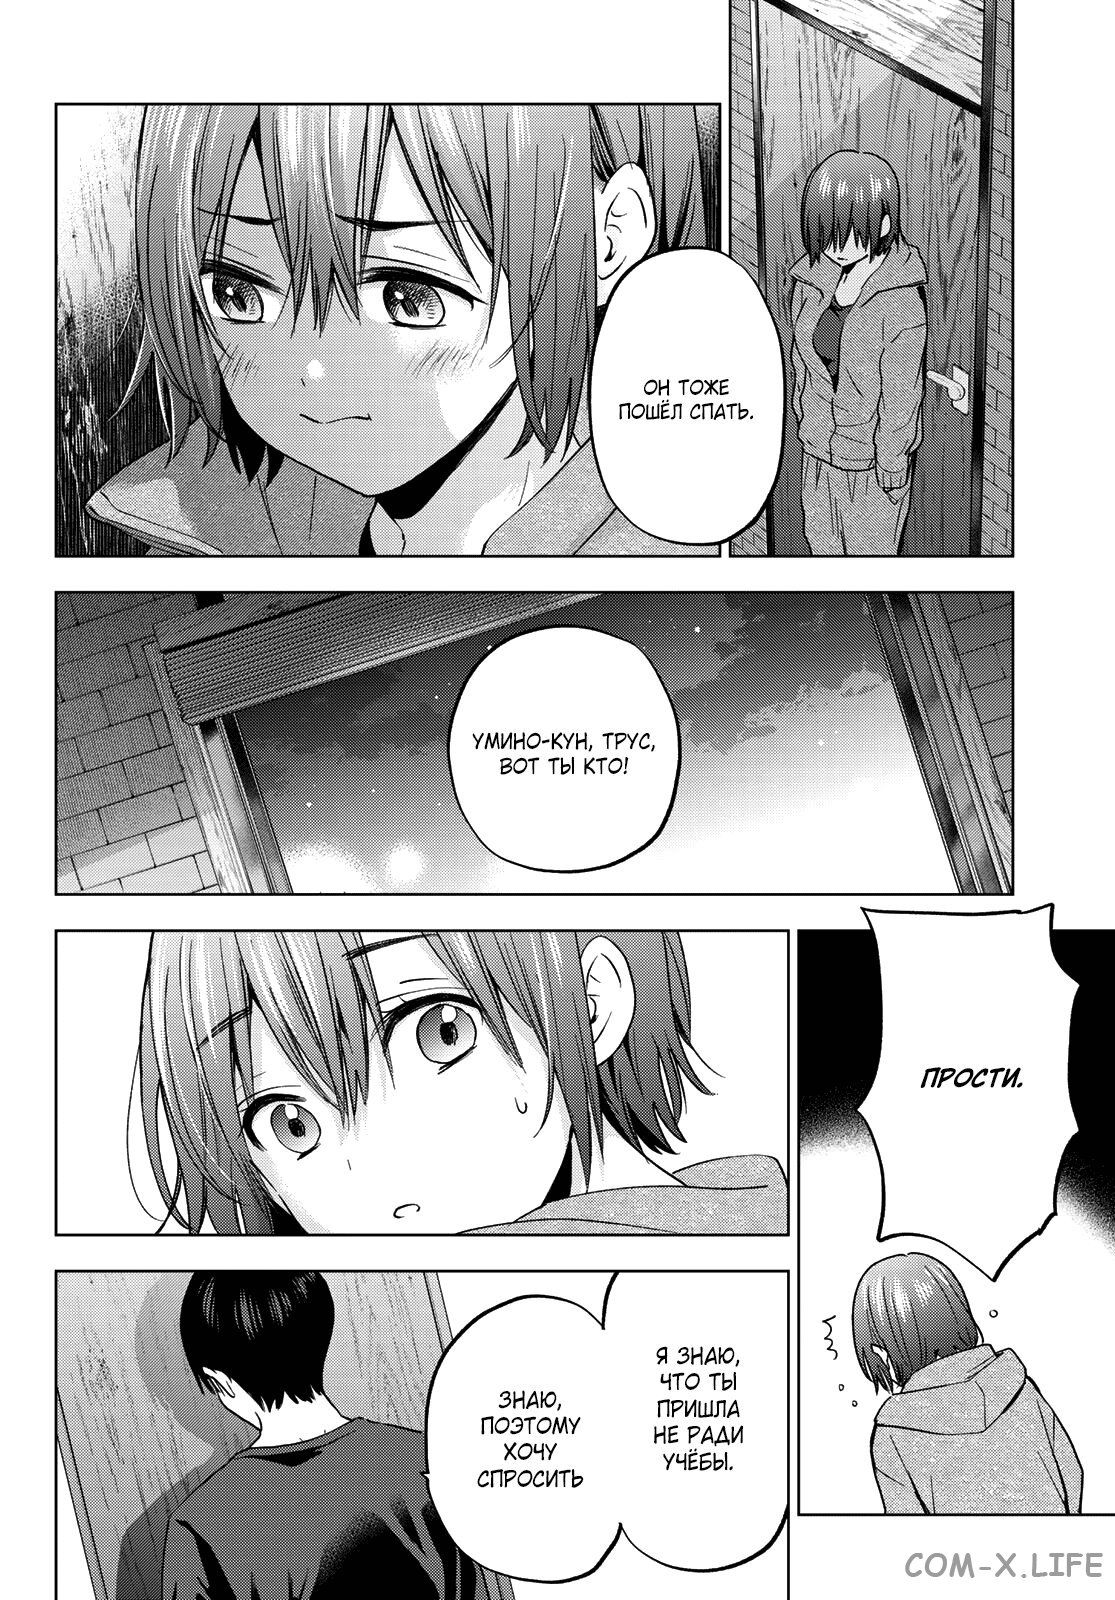 ОН ТОЖЕ
ПОШЁЛ СПАТЬ.
УМИНО-КУН, ТРУС,
ВОТ ТЫ КТО!
ПРОСТИ.
Я ЗНАЮ,
ЧТО ТЫ
ПРИШЛА
НЕ РАДИ
УЧЁБЫ.
ЗНАЮ,
ПОЭТОМУ
ХОЧУ
СПРОСИТЬ
COM-X.LIFE